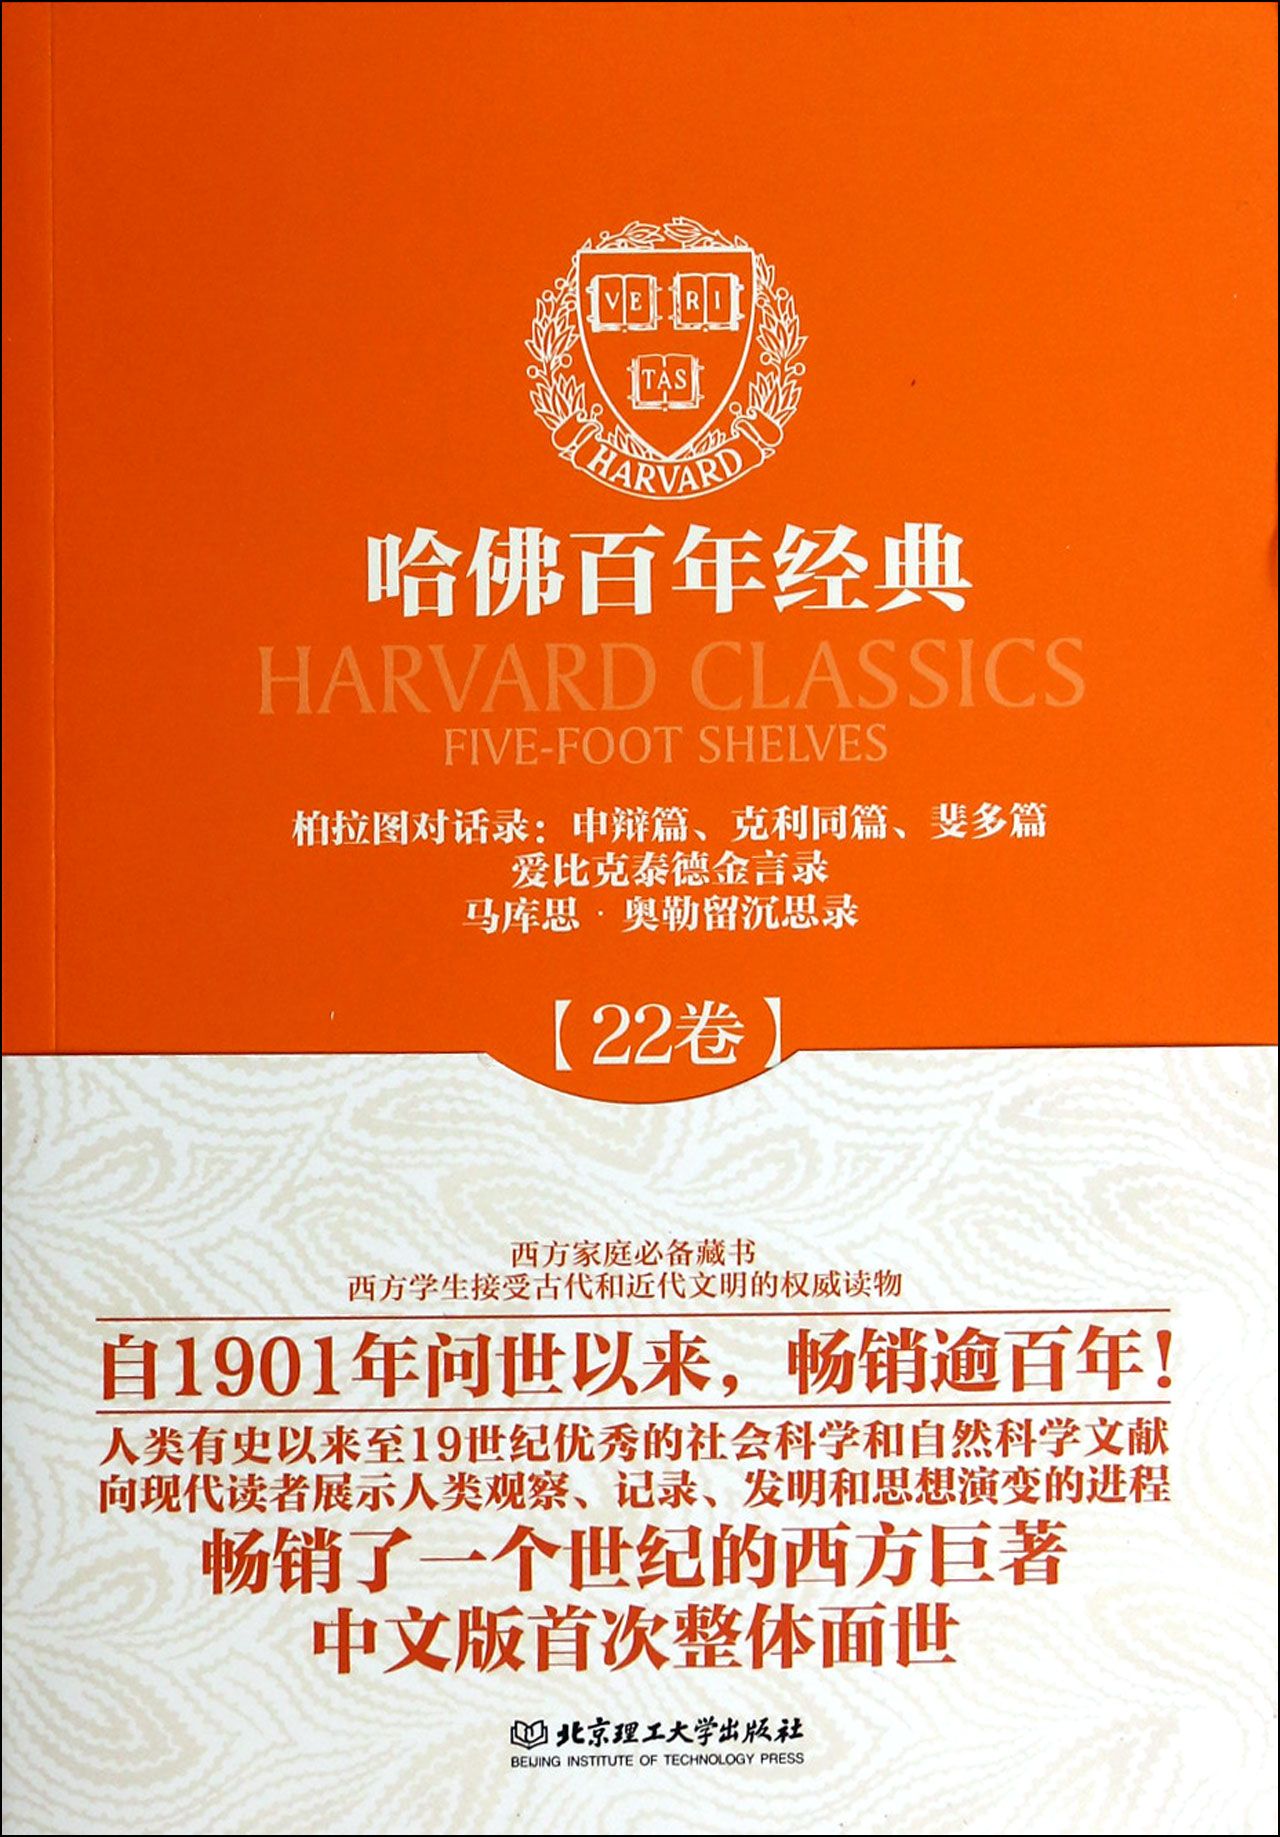 VE RI
TAS
HARVARD
哈佛百年经典
HARVARD CLASSICS
FIVE-FOOT SHELVES
柏拉图对话录：申辩篇、克利同篇、斐多篇
爱比克泰德金言录
马库思·奥勒留沉思录
【22卷】
西方家庭必备藏书
西方学生接受古代和近代文明的权威读物
自1901年问世以来，畅销逾百年！
人类有史以来至19世纪优秀的社会科学和自然科学文献
向现代读者展示人类观察、记录、发明和思想演变的进程
畅销了一个世纪的西方巨著
中文版首次整体面世
北京理工大学出版社
BEIJING INSTITUTE OF TECHNOLOGY PRESS